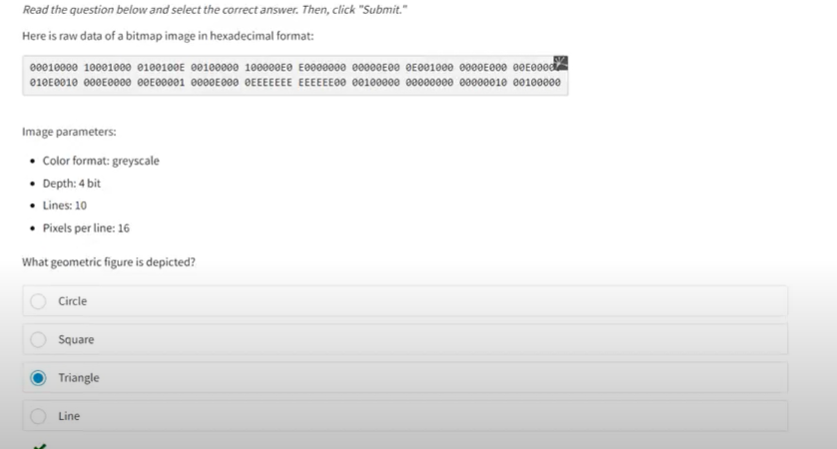 Read the question below and select the correct answer. Then, click "Submit."
Here is raw data of a bitmap image in hexadecimal format:
00010000 10001000 0100100E 00100000 100000E0 E0000000 00000E00 0E001000 0000E000 00E0000
010E0010 000E0000 00E00001 0000E000 0EEEEEEE EEEEEE00 00100000 00000000 00000010 00100000
Image parameters:
• Color format: greyscale
• Depth: 4 bit
• Lines: 10
• Pixels per line: 16
What geometric figure is depicted?
Circle
Square
Triangle
Line